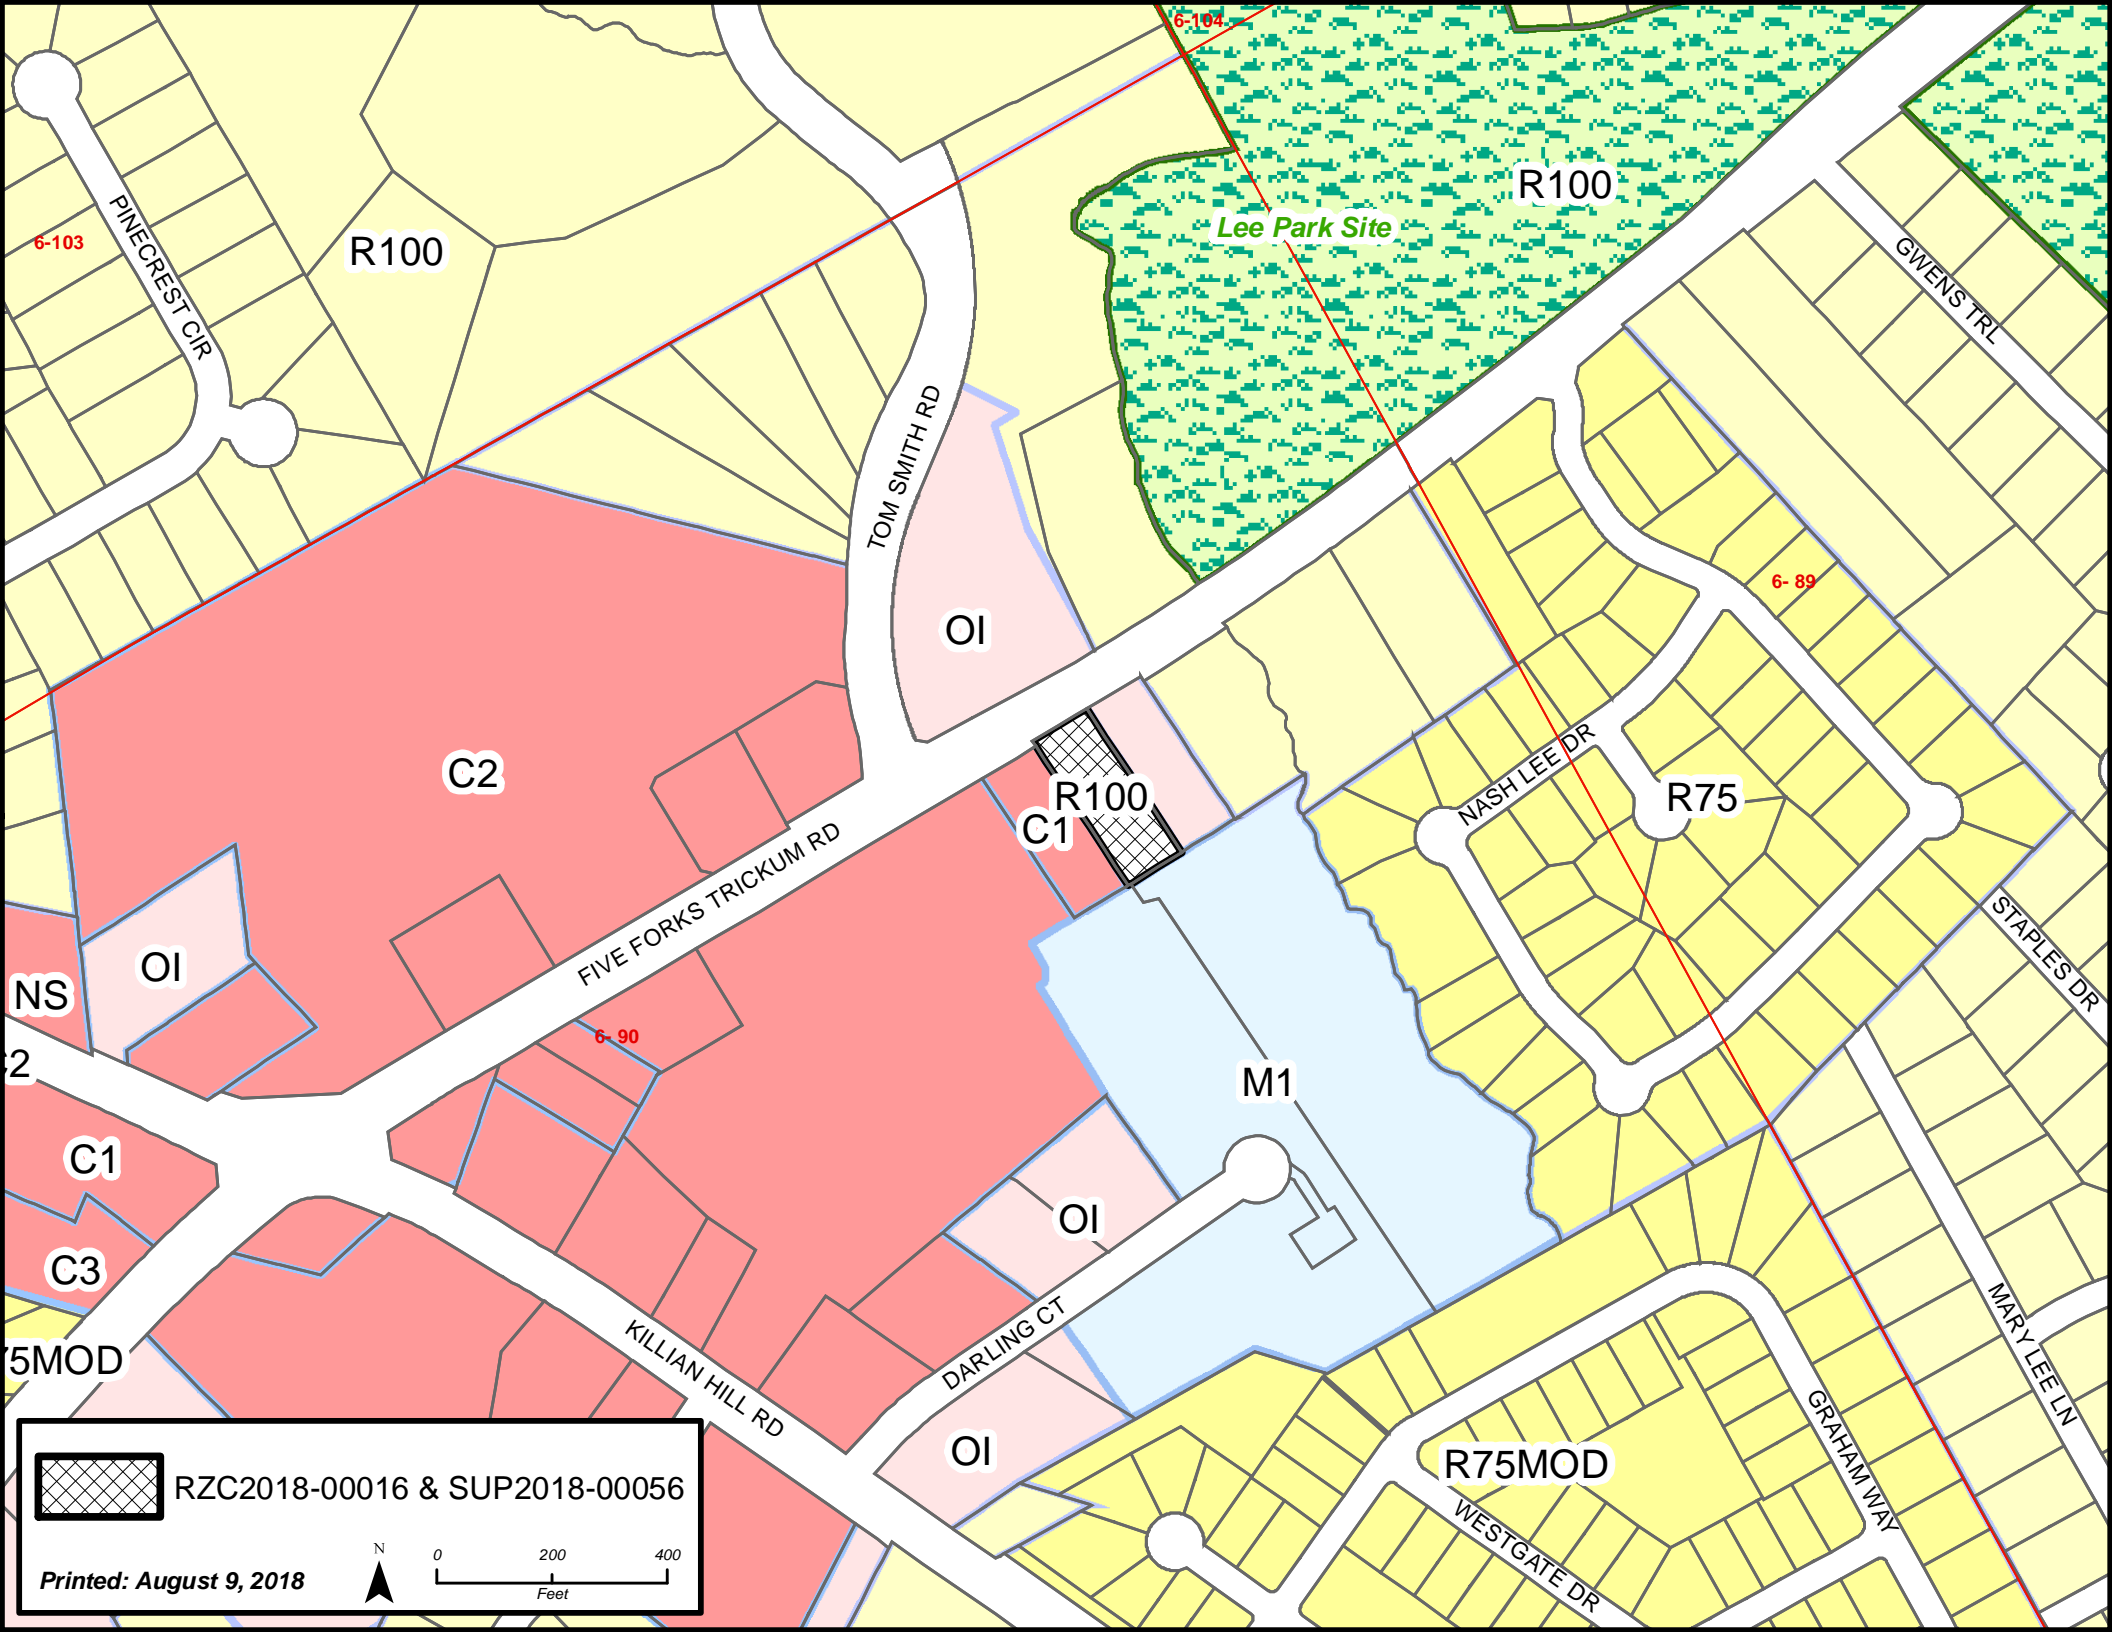 6-104
R100
PINECREST CIR
6-103
R100
Lee Park Site
GWENS TRL
TOM SMITH RD
6- 89
OI
C2
R100
C1
NASH LEE DR
R75
FIVE FORKS TRICKUM RD
OI
NS
STAPLES DR
6- 90
C2
M1
C1
OI
C3
DARLING CT
KILLIAN HILL RD
MARY LEE LN
75MOD
GRAHAM WAY
OI
R75MOD
WESTGATE DR
RZC2018-00016 & SUP2018-00056
N
0 200 400
Feet
Printed: August 9, 2018